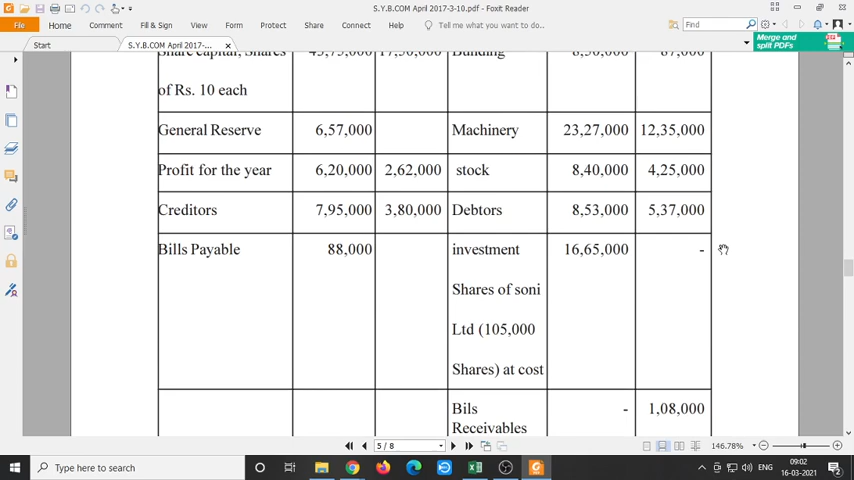 S.Y.B.COM April 2017-3-10.pdf - Foxit Reader
File Home Comment Fill & Sign View Form Protect Share Connect Help Tell me what you want to do... Find
Start S.Y.B.COM April 2017-...
Merge and
split PDFs
Share capital, Shares Building
of Rs. 10 each
General Reserve 6,57,000 Machinery 23,27,000 12,35,000
Profit for the year 6,20,000 2,62,000 stock 8,40,000 4,25,000
Creditors 7,95,000 3,80,000 Debtors 8,53,000 5,37,000
Bills Payable 88,000 investment 16,65,000 -
Shares of soni
Ltd (105,000
Shares) at cost
Bils - 1,08,000
Receivables
5 / 8 146.78%
Type here to search ENG 09:02
16-03-2021